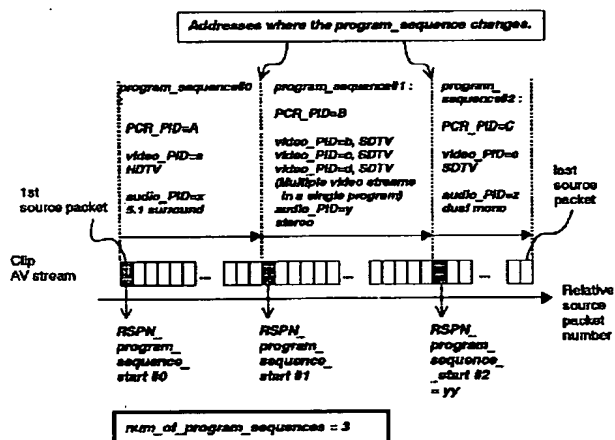 Addresses where the program_sequence changes.
program_sequence#0
PCR_PID=A
video_PID=a
HDTV
audio_PID=x
5.1 surround
program_sequence#1 :
PCR_PID=B
video_PID=b, SDTV
video_PID=c, SDTV
video_PID=d, SDTV
(Multiple video streams
in a single program)
audio_PID=y
stereo
program_
sequence#2 :
PCR_PID=C
video_PID=e
SDTV
audio_PID=z
dual mono
1st
source packet
last
source
packet
Clip
AV stream
Relative
source
packet
number
RSPN_
program_
sequence_
start #0
RSPN_
program_
sequence_
start #1
RSPN_
program_
sequence_
_start #2
= yy
num_of_program_sequences = 3